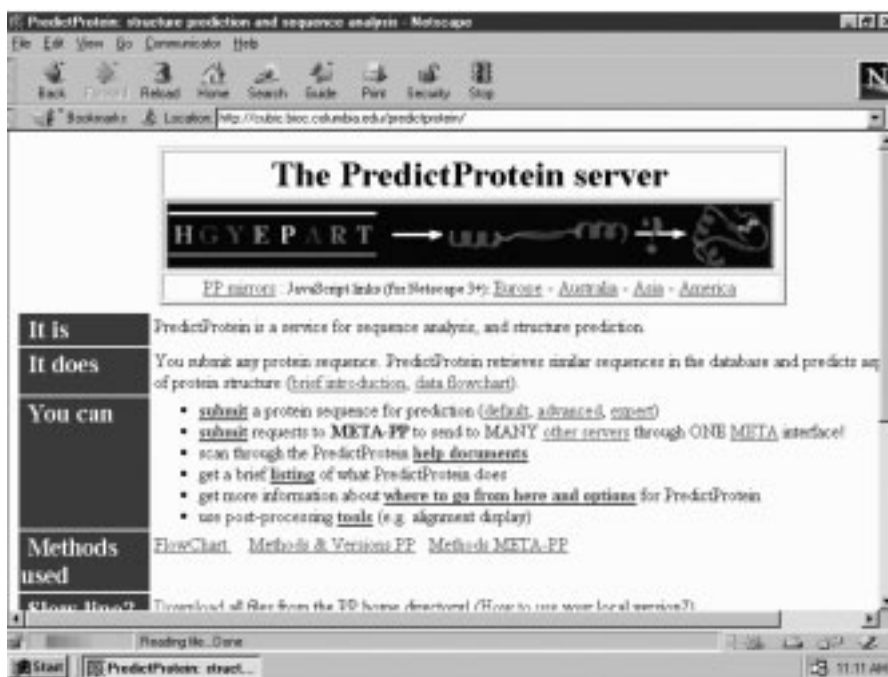 PredictProtein: structure prediction and sequence analysis - Netscape
File Edit View Go Communicator Help
Back Forward Reload Home Search Guide Print Security Stop
N
Bookmarks Location: http://cubic.bioc.columbia.edu/predictprotein/
The PredictProtein server
HGYEPART
PP mirrors : JavaScript links (for Netscape 3+): Europe - Australia - Asia - America
It is PredictProtein is a service for sequence analysis, and structure prediction.
It does You submit any protein sequence. PredictProtein retrieves similar sequences in the database and predicts asp
of protein structure (brief introduction, data flowchart).
You can
submit a protein sequence for prediction (default, advanced, expert)
submit requests to META-PP to send to MANY other servers through ONE META interface!
scan through the PredictProtein help documents
get a brief listing of what PredictProtein does
get more information about where to go from here and options for PredictProtein
use post-processing tools (e.g. alignment display)
Methods used
FlowChart Methods & Versions PP Methods META-PP
Slow line? Download all files from the PP home directory! (How to use your local version?)
Reading file...Done
Start PredictProtein: struct... 11:11 AM